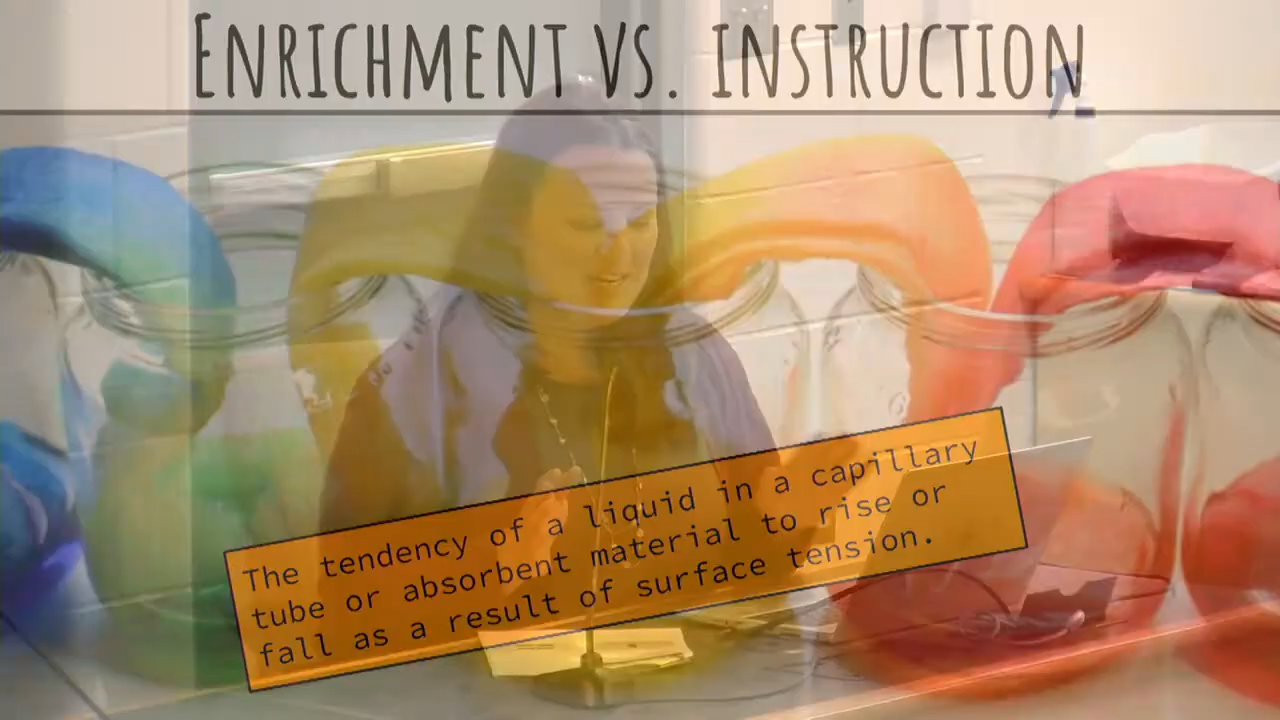 ENRICHMENT VS. INSTRUCTION
The tendency of a liquid in a capillary
tube or absorbent material to rise or
fall as a result of surface tension.